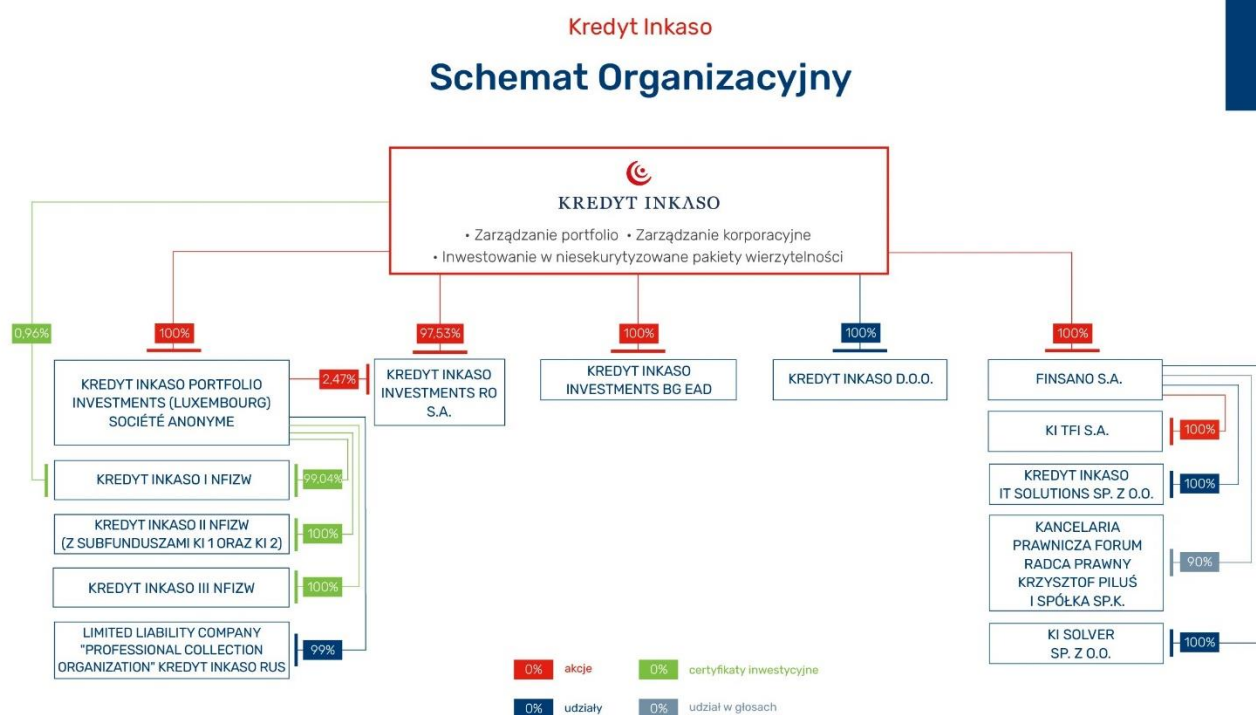 Kredyt Inkaso
Schemat Organizacyjny
KREDYT INKASO
• Zarządzanie portfolio • Zarządzanie korporacyjne
• Inwestowanie w niesekurytyzowane pakiety wierzytelności
0,96%
100%
97,53%
100%
100%
100%
KREDYT INKASO PORTFOLIO
INVESTMENTS (LUXEMBOURG)
SOCIÉTÉ ANONYME
2,47%
KREDYT INKASO
INVESTMENTS RO
S.A.
KREDYT INKASO
INVESTMENTS BG EAD
KREDYT INKASO D.O.O.
FINSANO S.A.
KI TFI S.A.
100%
KREDYT INKASO I NFIZW
99,04%
KREDYT INKASO
IT SOLUTIONS SP. Z O.O.
100%
KREDYT INKASO II NFIZW
(Z SUBFUNDUSZAMI KI 1 ORAZ KI 2)
100%
KANCELARIA
PRAWNICZA FORUM
RADCA PRAWNY
KRZYSZTOF PILUŚ
I SPÓŁKA SP.K.
90%
KREDYT INKASO III NFIZW
100%
LIMITED LIABILITY COMPANY
"PROFESSIONAL COLLECTION
ORGANIZATION" KREDYT INKASO RUS
99%
KI SOLVER
SP. Z O.O.
100%
0% akcje
0% certyfikaty inwestycyjne
0% udziały
0% udział w głosach